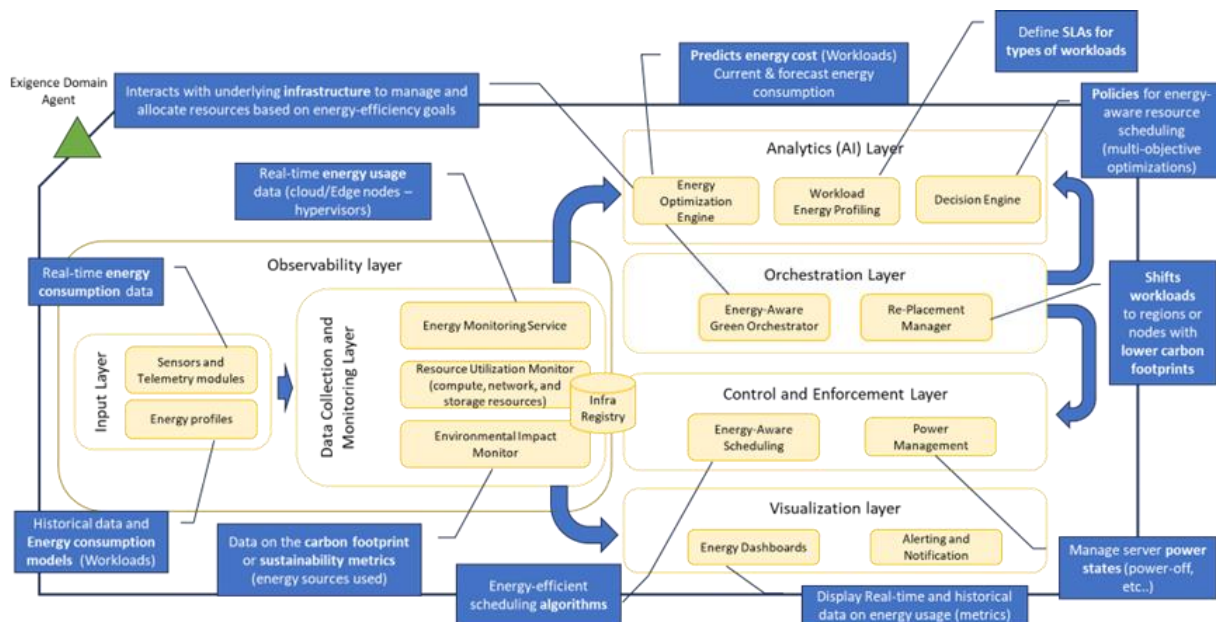 Exigence Domain
Agent
Interacts with underlying infrastructure to manage and
allocate resources based on energy-efficiency goals
Predicts energy cost (Workloads)
Current & forecast energy
consumption
Define SLAs for
types of workloads
Policies for energy-
aware resource
scheduling
(multi-objective
optimizations)
Real-time energy usage
data (cloud/Edge nodes –
hypervisors)
Analytics (AI) Layer
Energy
Optimization
Engine
Workload
Energy Profiling
Decision Engine
Real-time energy
consumption data
Observability layer
Orchestration Layer
Energy-Aware
Green Orchestrator
Re-Placement
Manager
Shifts
workloads
to regions or
nodes with
lower carbon
footprints
Input Layer
Sensors and
Telemetry modules
Energy profiles
Data Collection and
Monitoring Layer
Energy Monitoring Service
Resource Utilization Monitor
(compute, network, and
storage resources)
Environmental Impact
Monitor
Infra
Registry
Control and Enforcement Layer
Energy-Aware
Scheduling
Power
Management
Visualization layer
Energy Dashboards
Alerting and
Notification
Historical data and
Energy consumption
models (Workloads)
Data on the carbon footprint
or sustainability metrics
(energy sources used)
Energy-efficient
scheduling algorithms
Display Real-time and historical
data on energy usage (metrics)
Manage server power
states (power-off,
etc..)